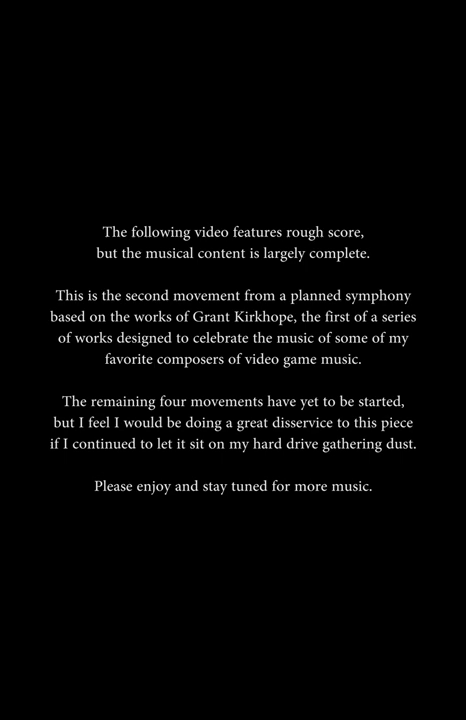 The following video features rough score,
but the musical content is largely complete.
This is the second movement from a planned symphony
based on the works of Grant Kirkhope, the first of a series
of works designed to celebrate the music of some of my
favorite composers of video game music.
The remaining four movements have yet to be started,
but I feel I would be doing a great disservice to this piece
if I continued to let it sit on my hard drive gathering dust.
Please enjoy and stay tuned for more music.